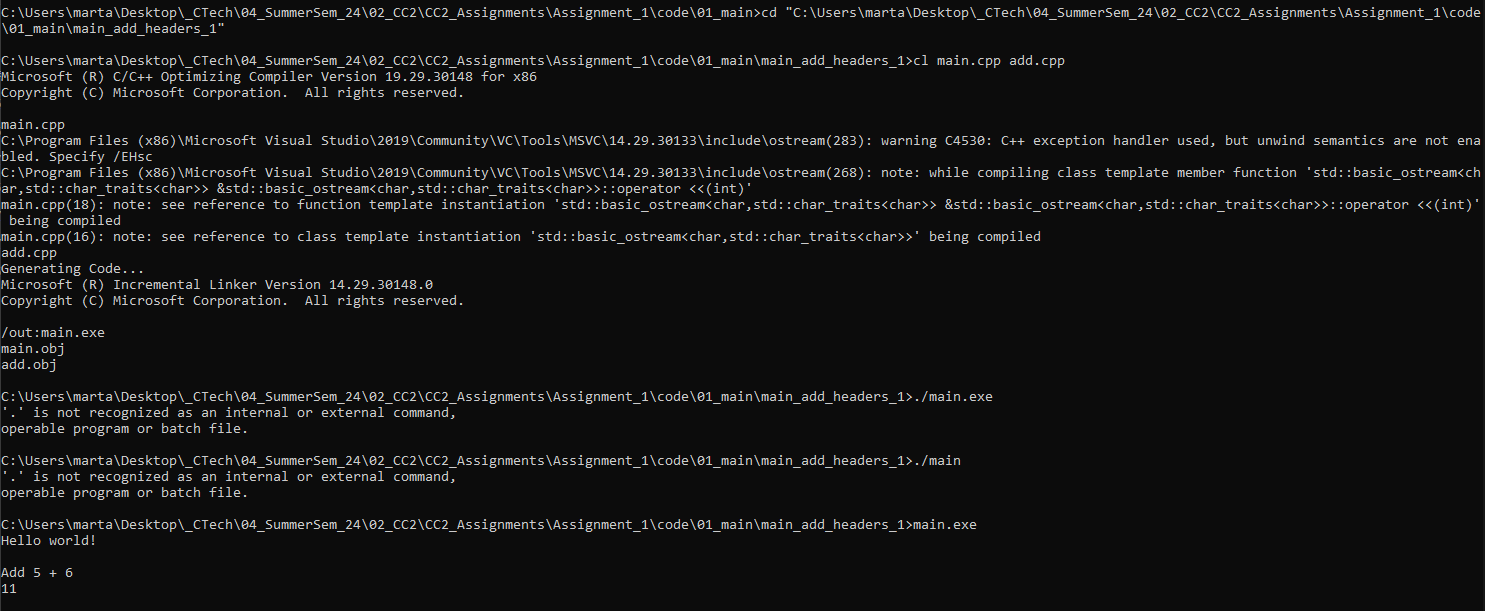 C:\Users\marta\Desktop\_CTech\04_SummerSem_24\02_CC2\CC2_Assignments\Assignment_1\code\01_main>cd "C:\Users\marta\Desktop\_CTech\04_SummerSem_24\02_CC2\CC2_Assignments\Assignment_1\code
\01_main\main_add_headers_1"
C:\Users\marta\Desktop\_CTech\04_SummerSem_24\02_CC2\CC2_Assignments\Assignment_1\code\01_main\main_add_headers_1>cl main.cpp add.cpp
Microsoft (R) C/C++ Optimizing Compiler Version 19.29.30148 for x86
Copyright (C) Microsoft Corporation.  All rights reserved.
main.cpp
C:\Program Files (x86)\Microsoft Visual Studio\2019\Community\VC\Tools\MSVC\14.29.30133\include\ostream(283): warning C4530: C++ exception handler used, but unwind semantics are not ena
bled. Specify /EHsc
C:\Program Files (x86)\Microsoft Visual Studio\2019\Community\VC\Tools\MSVC\14.29.30133\include\ostream(268): note: while compiling class template member function 'std::basic_ostream<ch
ar,std::char_traits<char>> &std::basic_ostream<char,std::char_traits<char>>::operator <<(int)'
main.cpp(18): note: see reference to function template instantiation 'std::basic_ostream<char,std::char_traits<char>> &std::basic_ostream<char,std::char_traits<char>>::operator <<(int)'
 being compiled
main.cpp(16): note: see reference to class template instantiation 'std::basic_ostream<char,std::char_traits<char>>' being compiled
add.cpp
Generating Code...
Microsoft (R) Incremental Linker Version 14.29.30148.0
Copyright (C) Microsoft Corporation.  All rights reserved.
/out:main.exe
main.obj
add.obj
C:\Users\marta\Desktop\_CTech\04_SummerSem_24\02_CC2\CC2_Assignments\Assignment_1\code\01_main\main_add_headers_1>./main.exe
'.' is not recognized as an internal or external command,
operable program or batch file.
C:\Users\marta\Desktop\_CTech\04_SummerSem_24\02_CC2\CC2_Assignments\Assignment_1\code\01_main\main_add_headers_1>./main
'.' is not recognized as an internal or external command,
operable program or batch file.
C:\Users\marta\Desktop\_CTech\04_SummerSem_24\02_CC2\CC2_Assignments\Assignment_1\code\01_main\main_add_headers_1>main.exe
Hello world!
Add 5 + 6
11